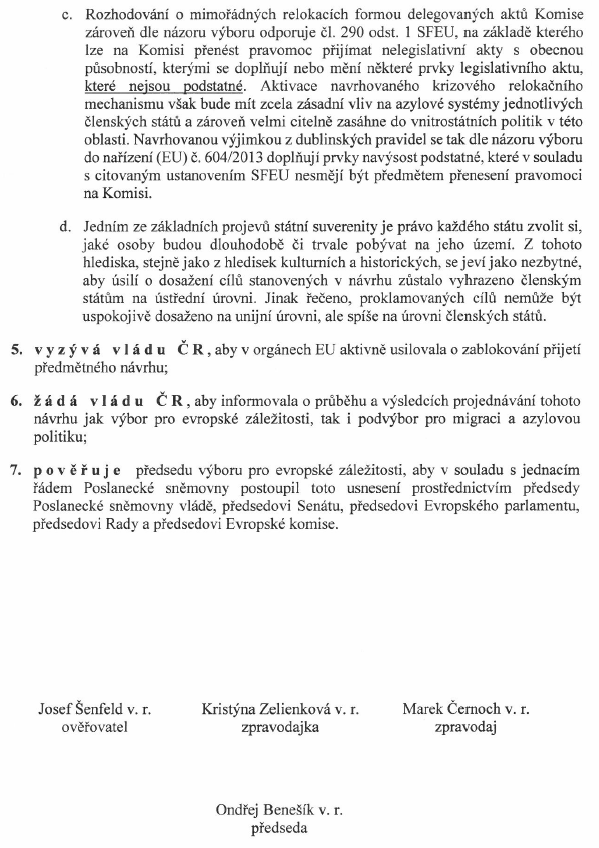 c. Rozhodování o mimořádných relokacích formou delegovaných aktů Komise
zároveň dle názoru výboru odporuje čl. 290 odst. 1 SFEU, na základě kterého
lze na Komisi přenést pravomoc přijímat nelegislativní akty s obecnou
působností, kterými se doplňují nebo mění některé prvky legislativního aktu,
které nejsou podstatné. Aktivace navrhovaného krizového relokačního
mechanismu však bude mít zcela zásadní vliv na azylové systémy jednotlivých
členských států a zároveň velmi citelně zasáhne do vnitrostátních politik v této
oblasti. Navrhovanou výjimkou z dublinských pravidel se tak dle názoru výboru
do nařízení (EU) č. 604/2013 doplňují prvky navýsost podstatné, které v souladu
s citovaným ustanovením SFEU nesmějí být předmětem přenesení pravomoci
na Komisi.
d. Jedním ze základních projevů státní suverenity je právo každého státu zvolit si,
jaké osoby budou dlouhodobě či trvale pobývat na jeho území. Z tohoto
hlediska, stejně jako z hledisek kulturních a historických, se jeví jako nezbytné,
aby úsilí o dosažení cílů stanovených v návrhu zůstalo vyhrazeno členským
státům na ústřední úrovni. Jinak řečeno, proklamovaných cílů nemůže být
uspokojivě dosaženo na unijní úrovni, ale spíše na úrovni členských států.
5. vyzývá vládu ČR, aby v orgánech EU aktivně usilovala o zablokování přijetí
předmětného návrhu;
6. žádá vládu ČR, aby informovala o průběhu a výsledcích projednávání tohoto
návrhu jak výbor pro evropské záležitosti, tak i podvýbor pro migraci a azylovou
politiku;
7. pověřuje předsedu výboru pro evropské záležitosti, aby v souladu s jednacím
řádem Poslanecké sněmovny postoupil toto usnesení prostřednictvím předsedy
Poslanecké sněmovny vládě, předsedovi Senátu, předsedovi Evropského parlamentu,
předsedovi Rady a předsedovi Evropské komise.
Josef Šenfeld v. r. Kristýna Zelienková v. r. Marek Černoch v. r.
ověřovatel zpravodajka zpravodaj
Ondřej Benešík v. r.
předseda